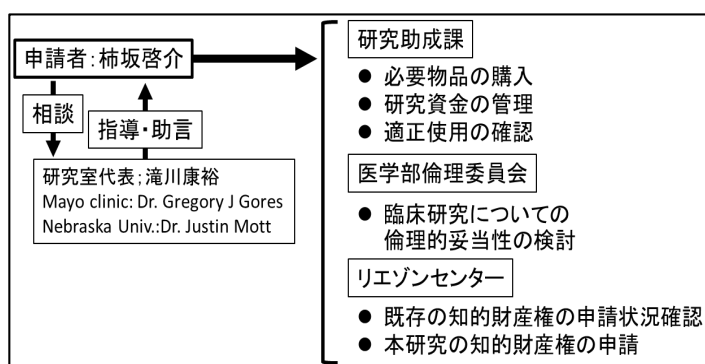 申請者：柿坂啓介
相談
指導・助言
研究室代表；滝川康裕
Mayo clinic: Dr. Gregory J Gores
Nebraska Univ.:Dr. Justin Mott
研究助成課
● 必要物品の購入
● 研究資金の管理
● 適正使用の確認
医学部倫理委員会
● 臨床研究についての
倫理的妥当性の検討
リエゾンセンター
● 既存の知的財産権の申請状況確認
● 本研究の知的財産権の申請